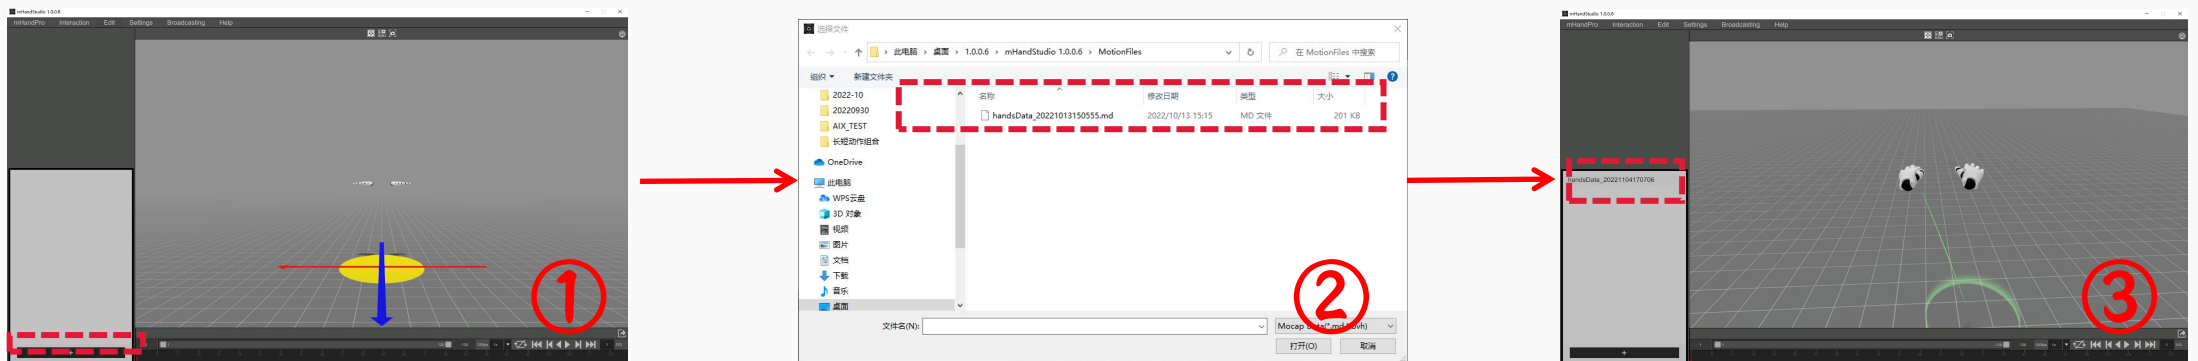 mHandStudio 1.0.0.6
mHandPro Interaction Edit Settings Broadcasting Help
+
①
选择文件
此电脑 › 桌面 › 1.0.0.6 › mHandStudio 1.0.0.6 › MotionFiles
在 MotionFiles 中搜索
组织 新建文件夹
2022-10
20220930
AIX_TEST
长短动作组合
OneDrive
此电脑
WPS云盘
3D 对象
视频
图片
文档
下载
音乐
桌面
名称 修改日期 类型 大小
handsData_20221013150555.md 2022/10/13 15:15 MD 文件 201 KB
文件名(N):
打开(O) 取消
②
mHandStudio 1.0.0.6
mHandPro Interaction Edit Settings Broadcasting Help
handsData_20221104170706
+
③